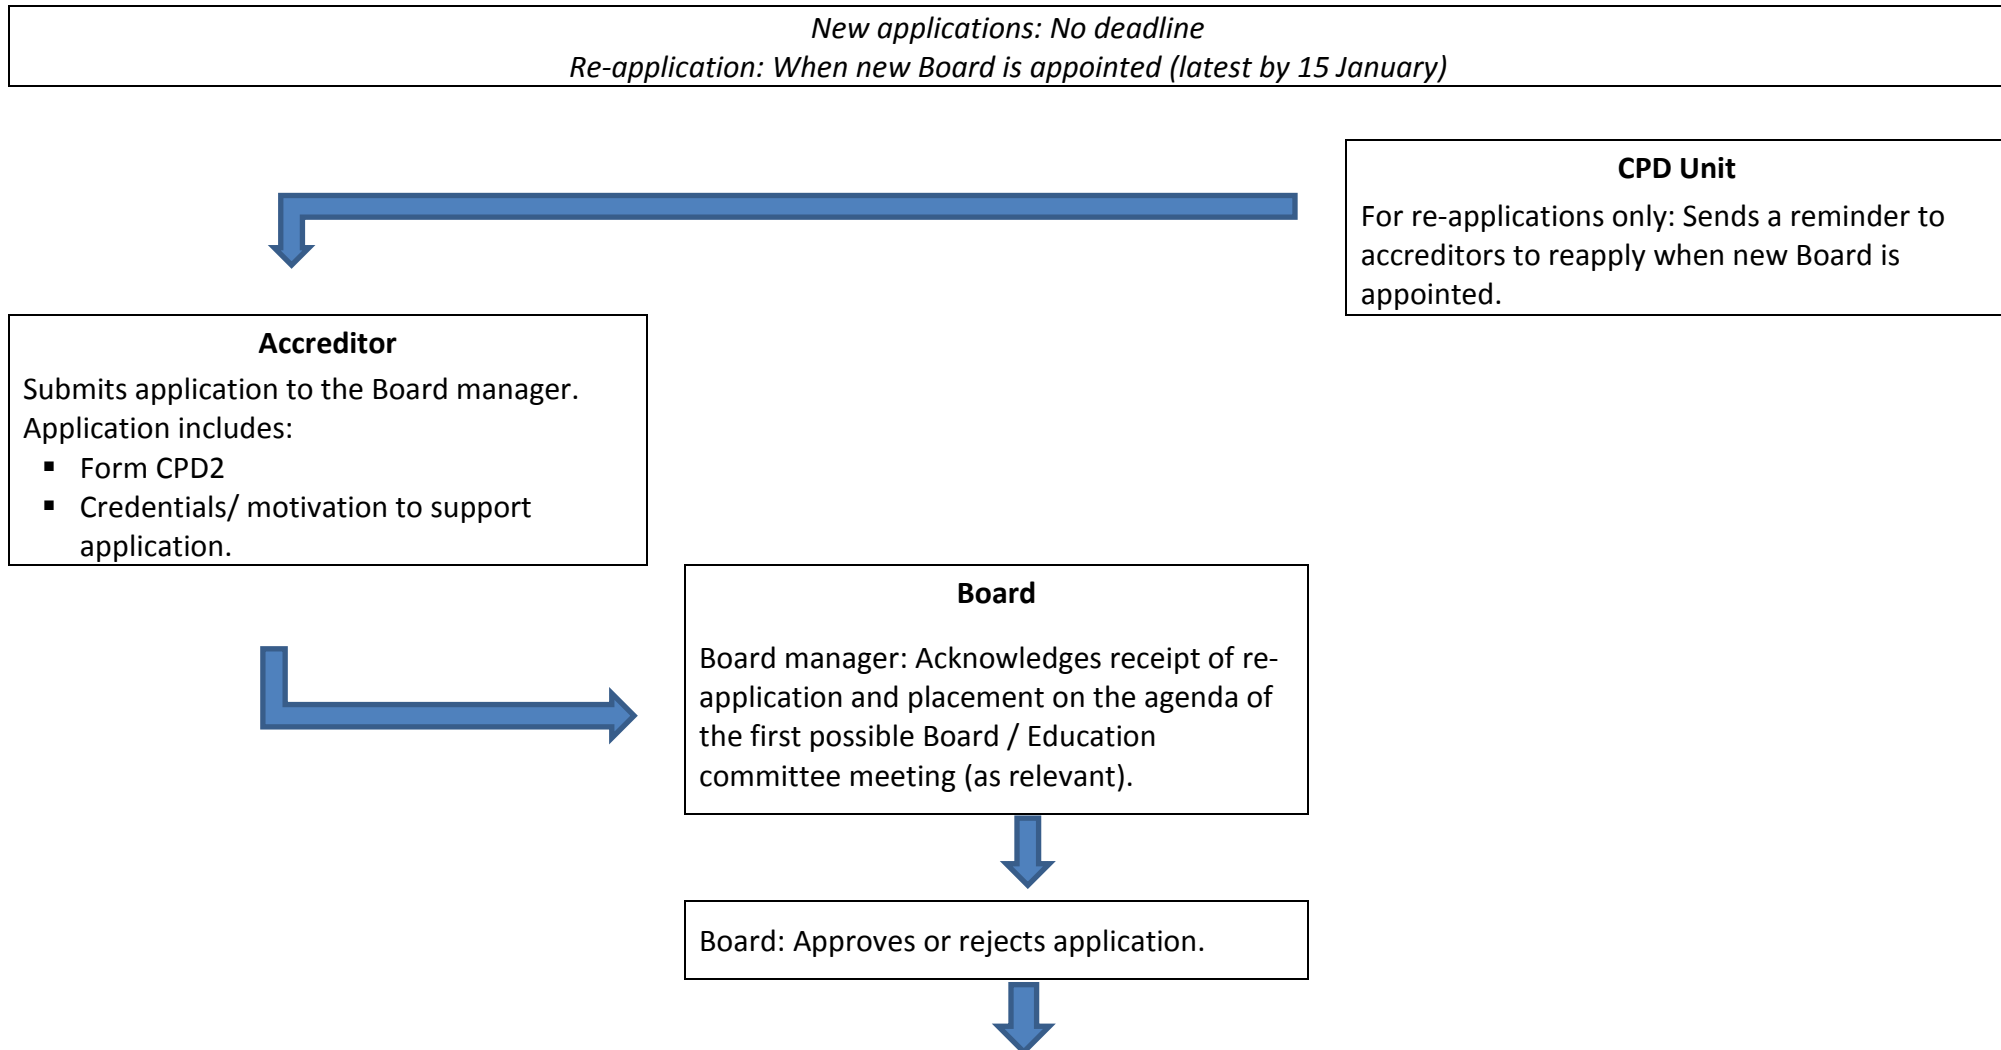 New applications: No deadline
Re-application: When new Board is appointed (latest by 15 January)
CPD Unit
For re-applications only: Sends a reminder to
accreditors to reapply when new Board is
appointed.
Accreditor
Submits application to the Board manager.
Application includes:
▪ Form CPD2
▪ Credentials/ motivation to support
application.
Board
Board manager: Acknowledges receipt of re-
application and placement on the agenda of
the first possible Board / Education
committee meeting (as relevant).
Board: Approves or rejects application.